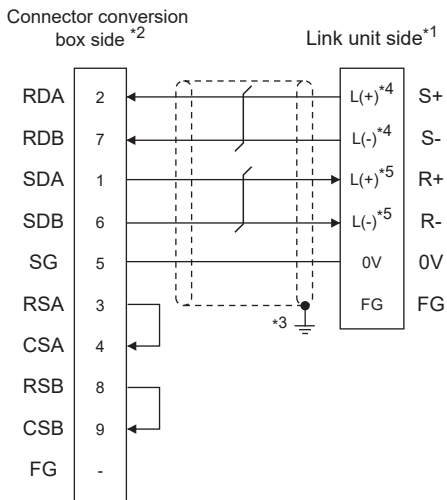 Connector conversion
box side *2
Link unit side*1
RDA 2 L(+)*4 S+
RDB 7 L(-)*4 S-
SDA 1 L(+)*5 R+
SDB 6 L(-)*5 R-
SG 5 0V 0V
RSA 3 FG FG
*3
CSA 4
RSB 8
CSB 9
FG -